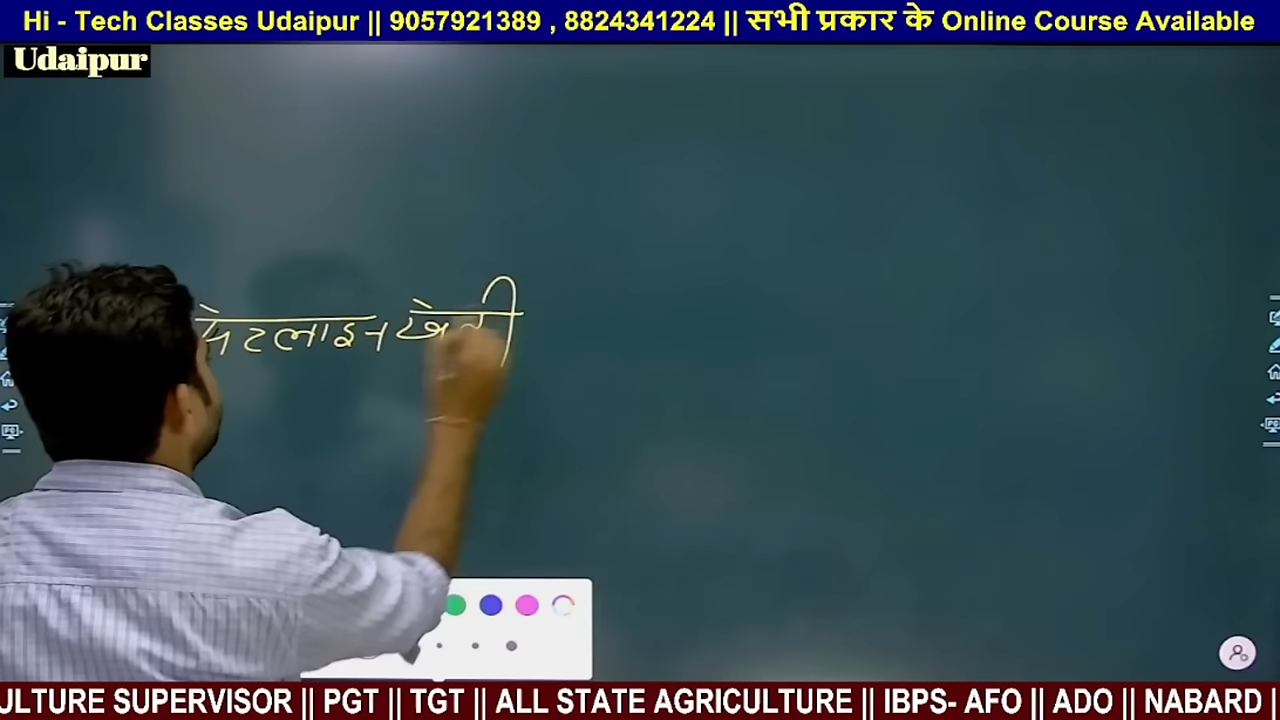 Hi - Tech Classes Udaipur || 9057921389 , 8824341224 || सभी प्रकार के Online Course Available
Udaipur
खेती
ULTURE SUPERVISOR || PGT || TGT || ALL STATE AGRICULTURE || IBPS- AFO || ADO || NABARD |